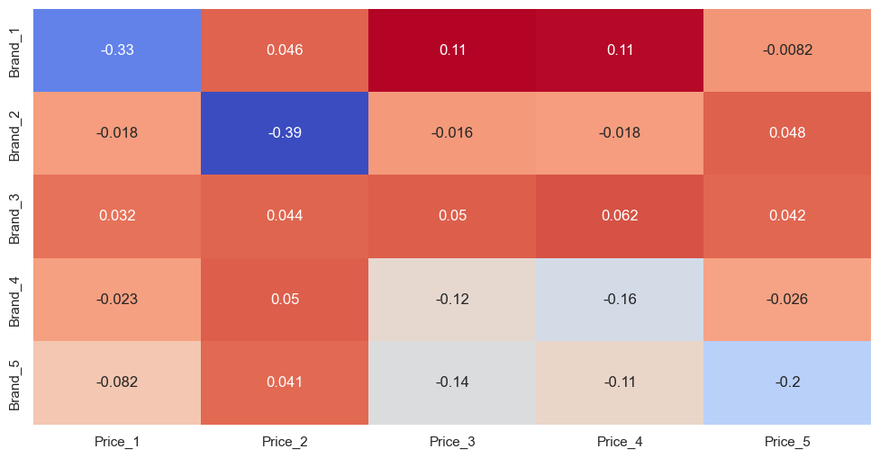 Brand_1 -0.33 0.046 0.11 0.11 -0.0082
Brand_2 -0.018 -0.39 -0.016 -0.018 0.048
Brand_3 0.032 0.044 0.05 0.062 0.042
Brand_4 -0.023 0.05 -0.12 -0.16 -0.026
Brand_5 -0.082 0.041 -0.14 -0.11 -0.2
Price_1 Price_2 Price_3 Price_4 Price_5